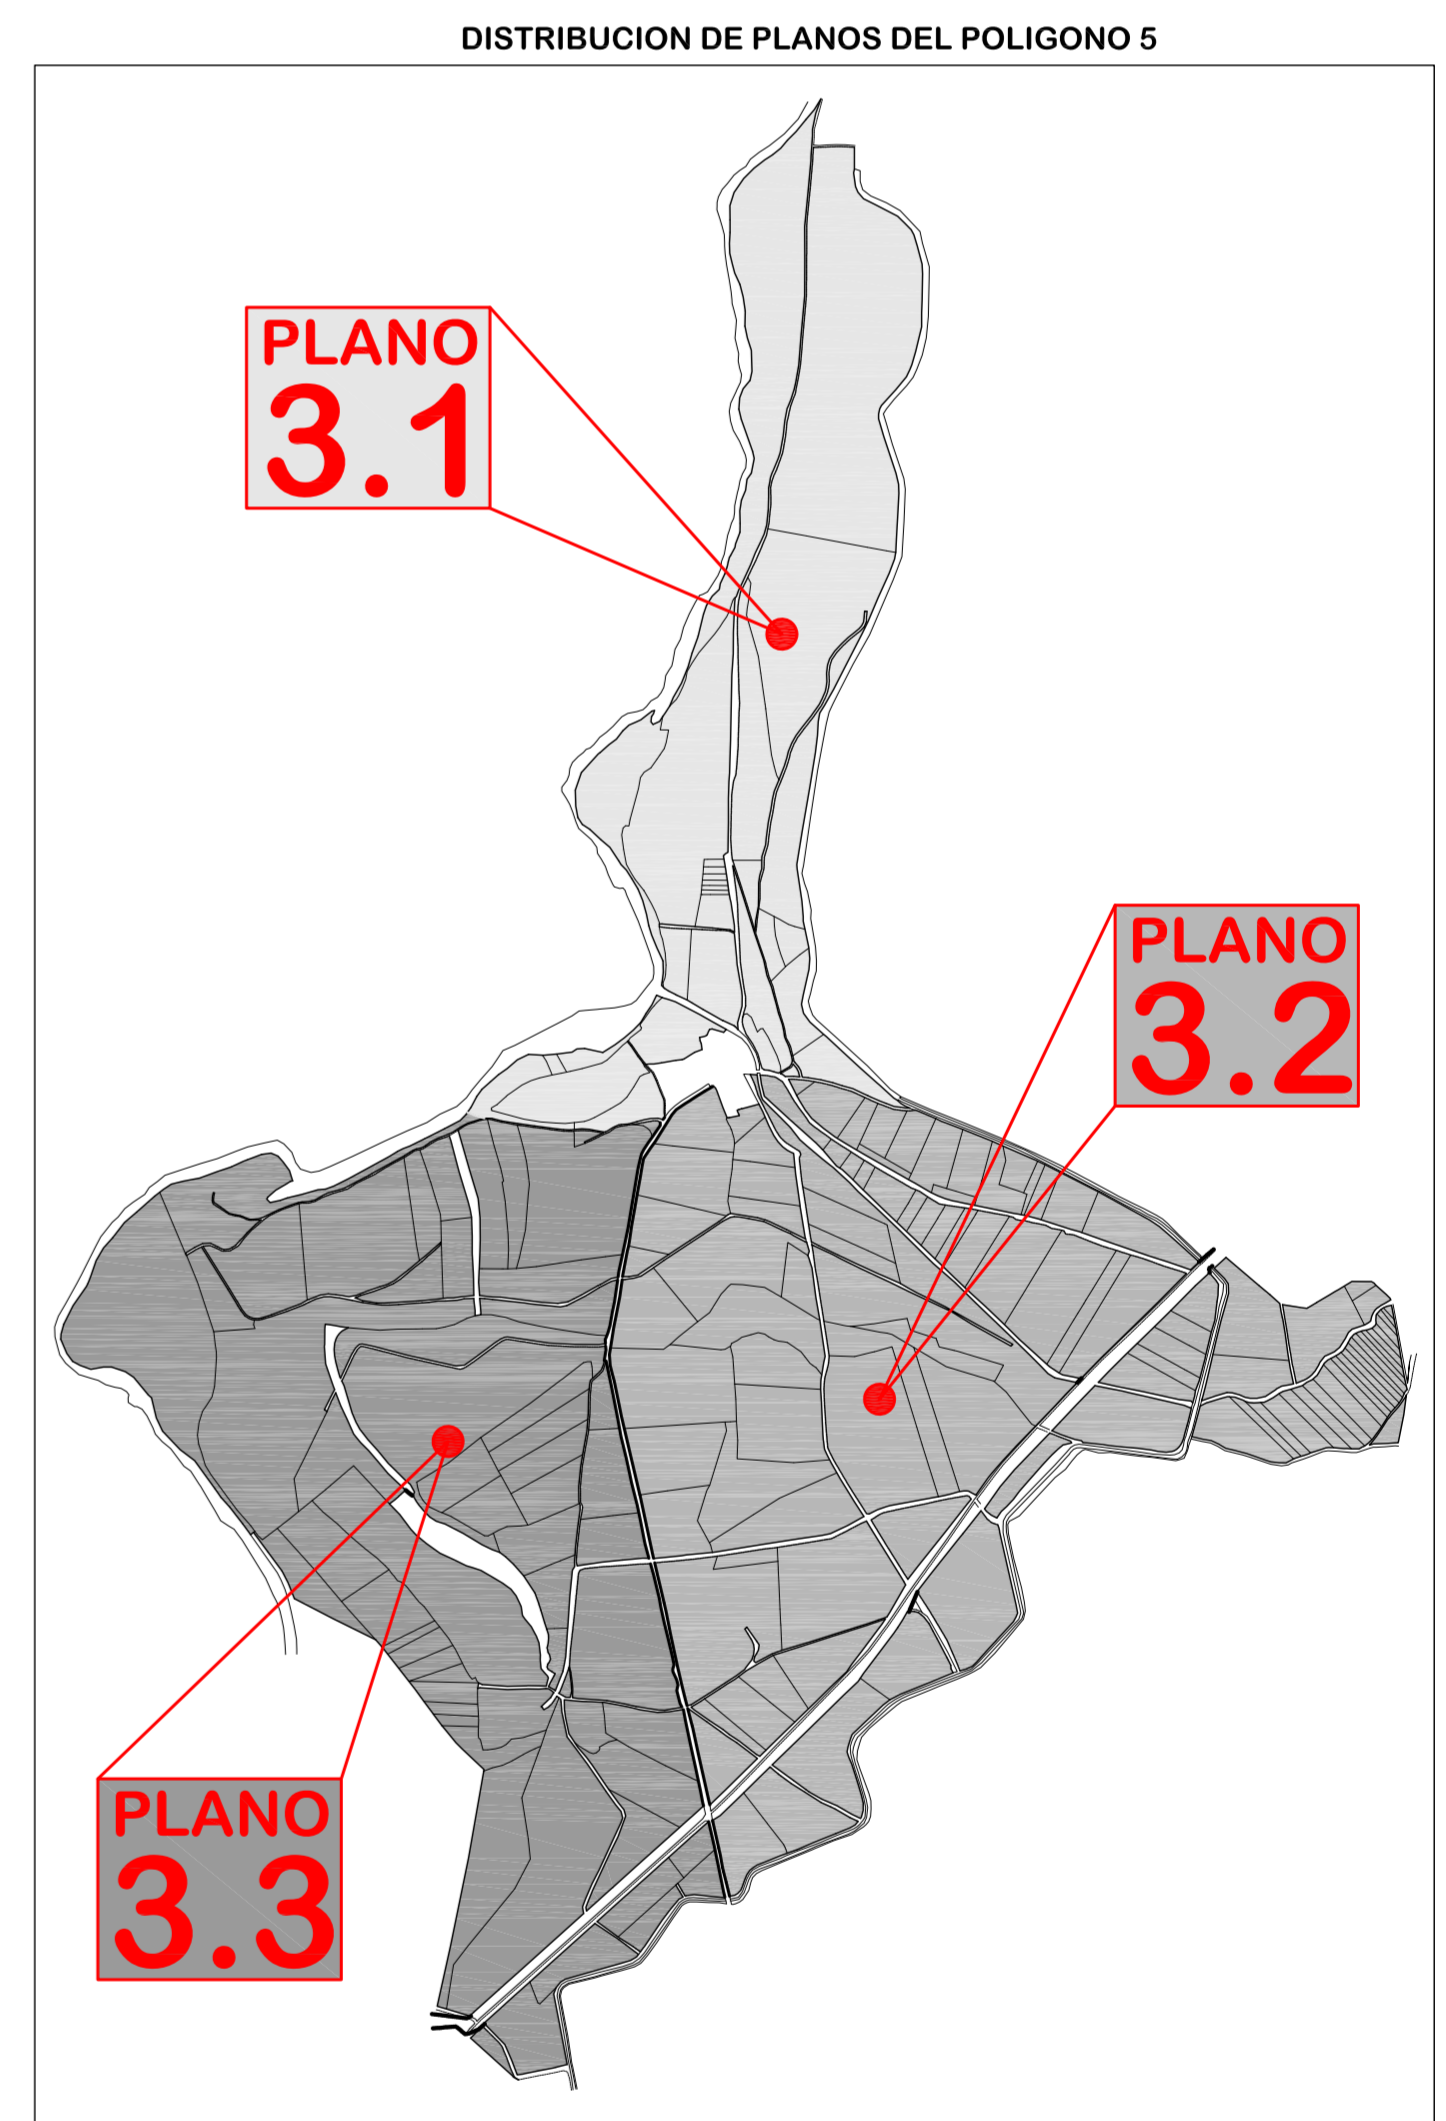 DISTRIBUCION DE PLANOS DEL POLIGONO 5
PLANO
3.1
PLANO
3.2
PLANO
3.3